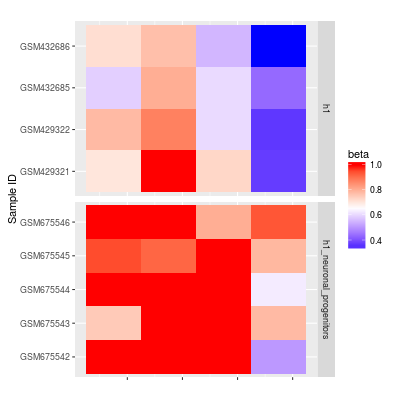 Sample ID
GSM432686
GSM432685
GSM429322
GSM429321
h1
GSM675546
GSM675545
GSM675544
GSM675543
GSM675542
h1_neuronal_progenitors
beta
1.0
0.8
0.6
0.4